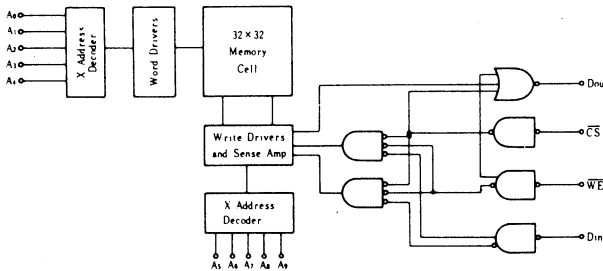 A0
A1
A2
A3
A4
X Address
Decoder
Word Drivers
32×32
Memory
Cell
Write Drivers
and Sense Amp
X Address
Decoder
A5 A6 A7 A8 A9
Dou
CS
WE
Din